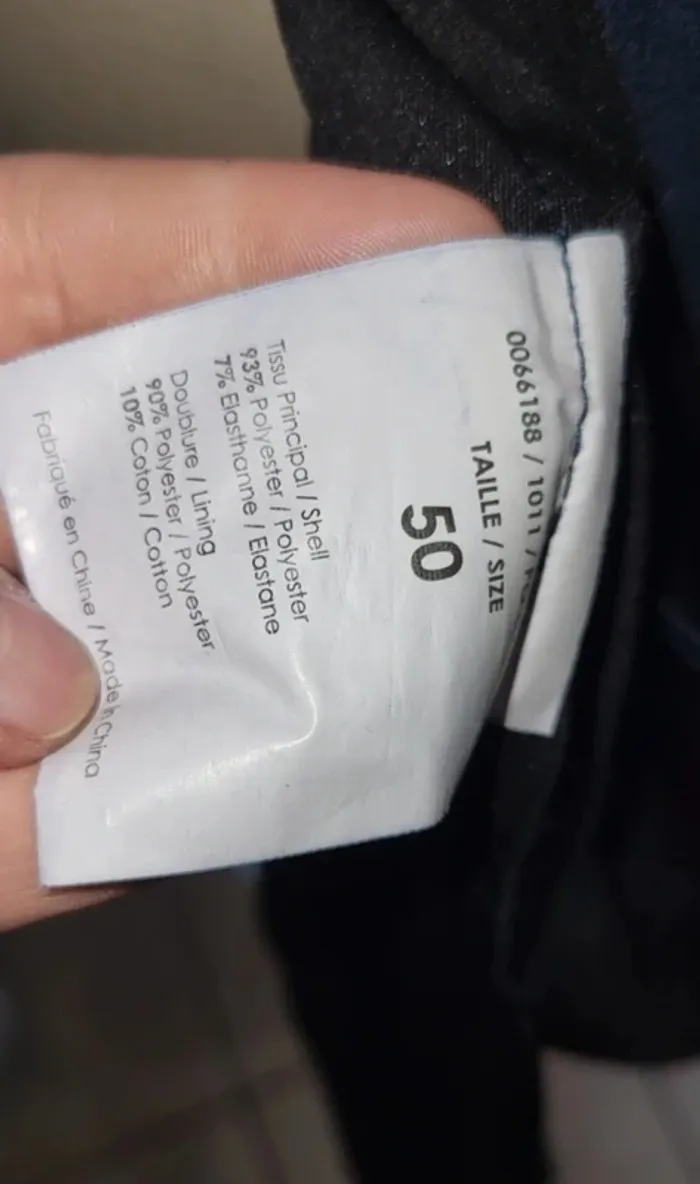 0066188 / 1011 /
TAILLE / SIZE
50
Tissu Principal / Shell
93% Polyester / Polyester
7% Elasthanne / Elastane
Doublure / Lining
90% Polyester / Polyester
10% Coton / Cotton
Fabriqué en Chine / Made in China